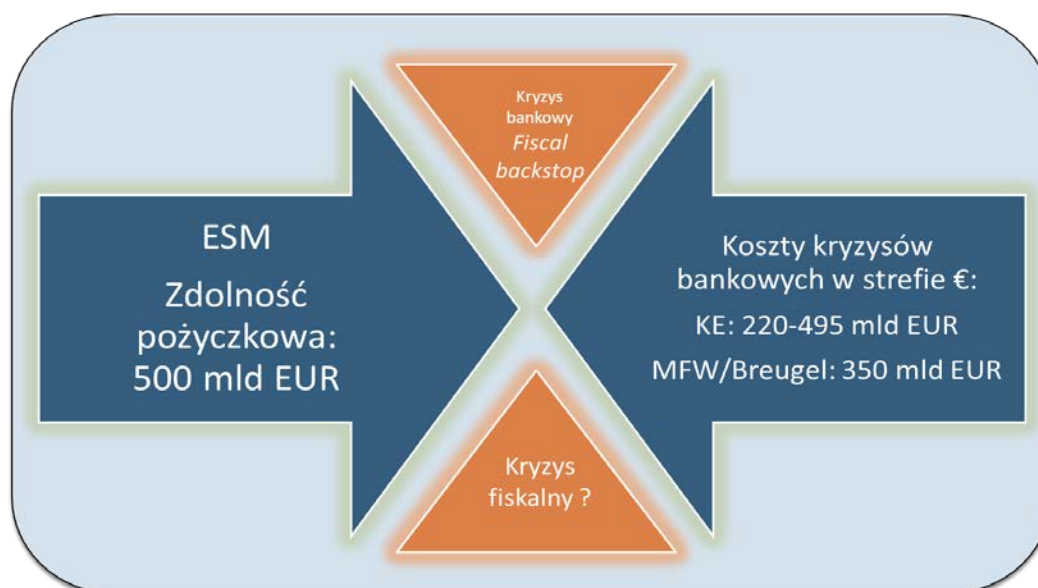 Kryzys
bankowy
Fiscal
backstop
ESM
Zdolność
pożyczkowa:
500 mld EUR
Koszty kryzysów
bankowych w strefie €:
KE: 220-495 mld EUR
MFW/Breugel: 350 mld EUR
Kryzys
fiskalny ?